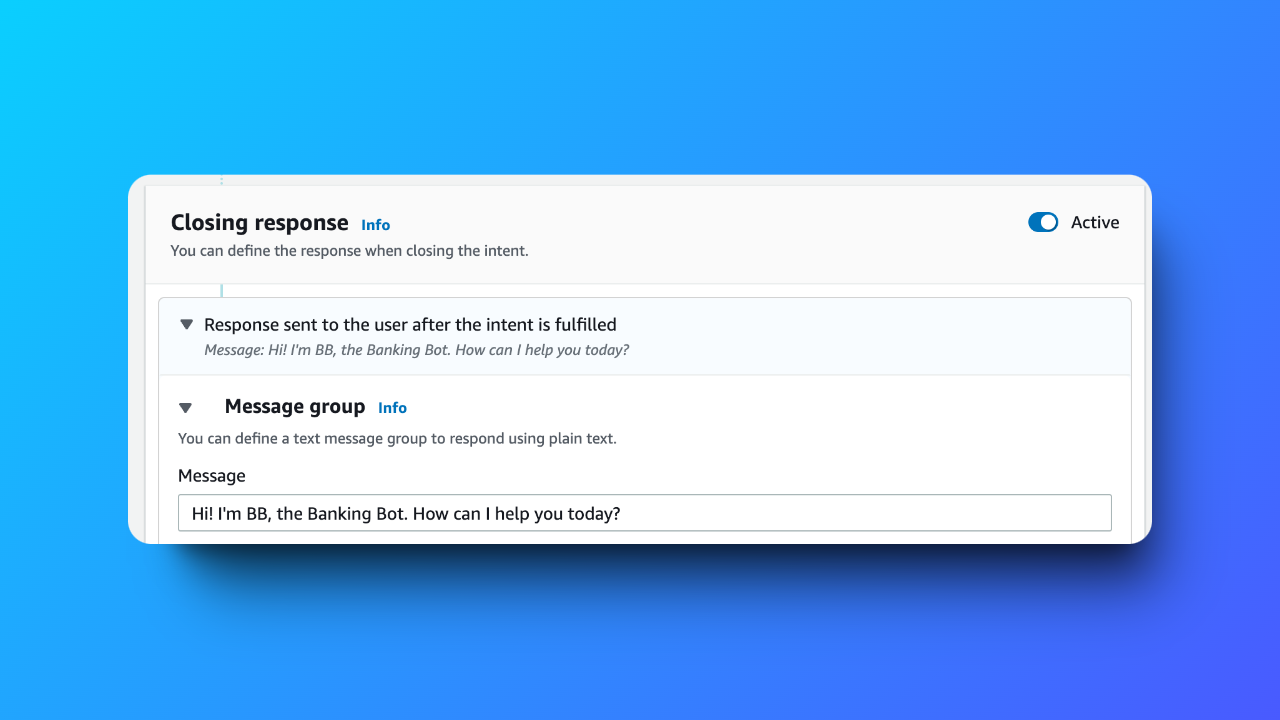 Closing response Info
Active
You can define the response when closing the intent.
Response sent to the user after the intent is fulfilled
Message: Hi! I'm BB, the Banking Bot. How can I help you today?
Message group Info
You can define a text message group to respond using plain text.
Message
Hi! I'm BB, the Banking Bot. How can I help you today?